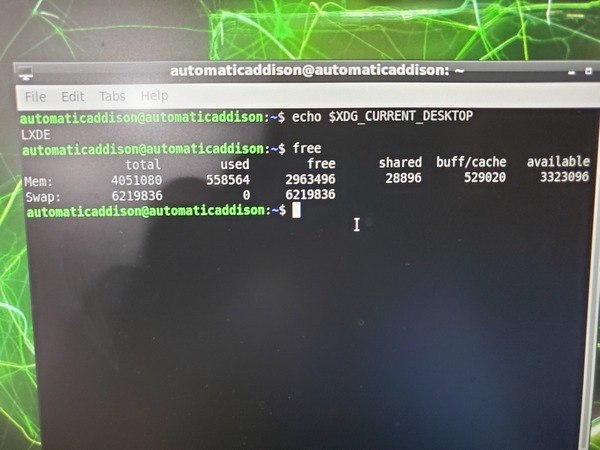 automaticaddison@automaticaddison: ~
File Edit Tabs Help
automaticaddison@automaticaddison:~$ echo $XDG_CURRENT_DESKTOP
LXDE
automaticaddison@automaticaddison:~$ free
total used free shared buff/cache available
Mem: 4051080 558564 2963496 28896 529020 3323096
Swap: 6219836 0 6219836
automaticaddison@automaticaddison:~$